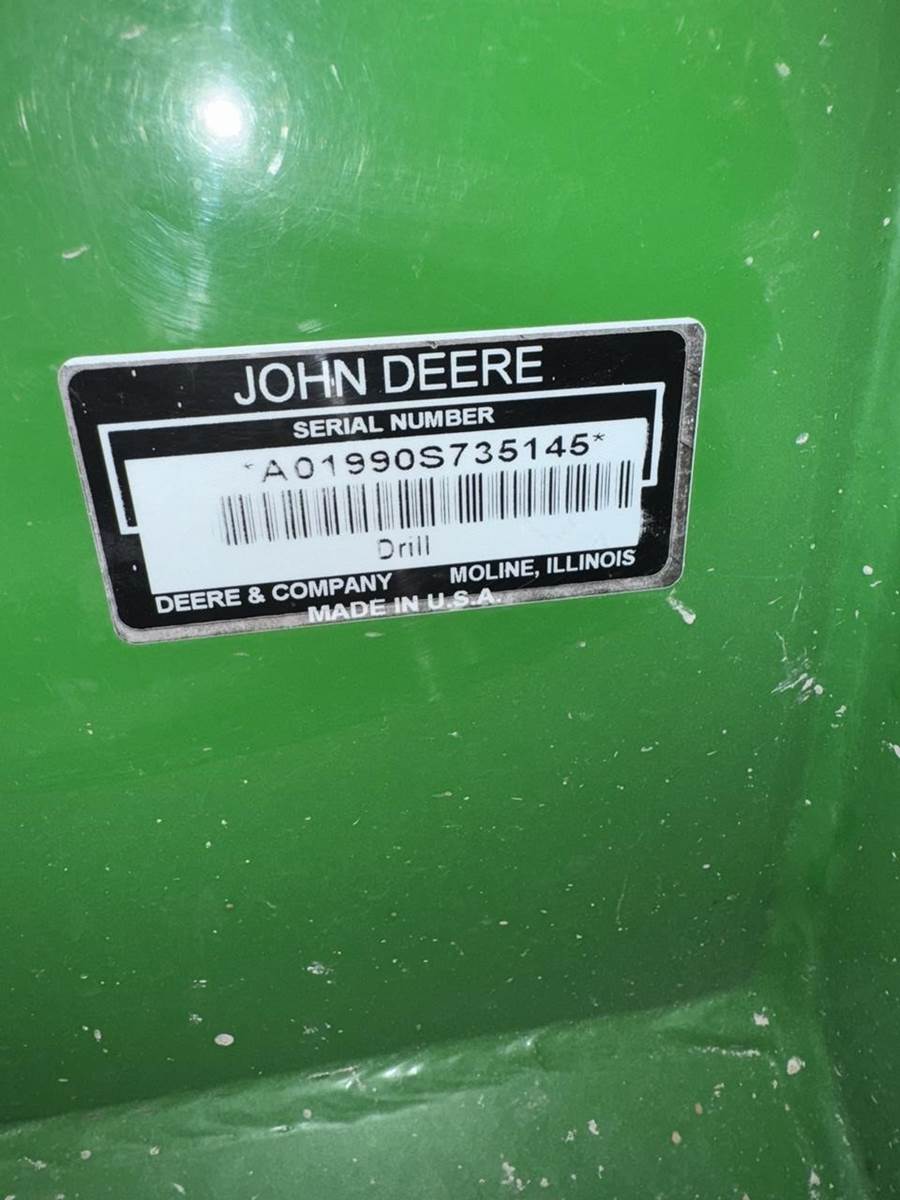 JOHN DEERE
SERIAL NUMBER
*A01990S735145*
Drill
DEERE & COMPANY MOLINE, ILLINOIS
MADE IN U.S.A.